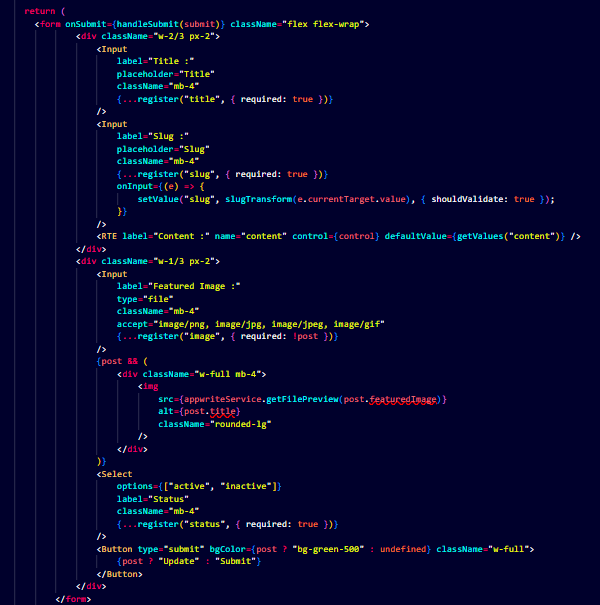 return (
<form onSubmit={handleSubmit(submit)} className="flex flex-wrap">
<div className="w-2/3 px-2">
<Input
label="Title :"
placeholder="Title"
className="mb-4"
{...register("title", { required: true })}
/>
<Input
label="Slug :"
placeholder="Slug"
className="mb-4"
{...register("slug", { required: true })}
onInput={(e) => {
setValue("slug", slugTransform(e.currentTarget.value), { shouldValidate: true });
}}
/>
<RTE label="Content :" name="content" control={control} defaultValue={getValues("content")} />
</div>
<div className="w-1/3 px-2">
<Input
label="Featured Image :"
type="file"
className="mb-4"
accept="image/png, image/jpg, image/jpeg, image/gif"
{...register("image", { required: !post })}
/>
{post && (
<div className="w-full mb-4">
<img
src={appwriteService.getFilePreview(post.featuredImage)}
alt={post.title}
className="rounded-lg"
/>
</div>
)}
<Select
options={["active", "inactive"]}
label="Status"
className="mb-4"
{...register("status", { required: true })}
/>
<Button type="submit" bgColor={post ? "bg-green-500" : undefined} className="w-full">
{post ? "Update" : "Submit"}
</Button>
</div>
</form>